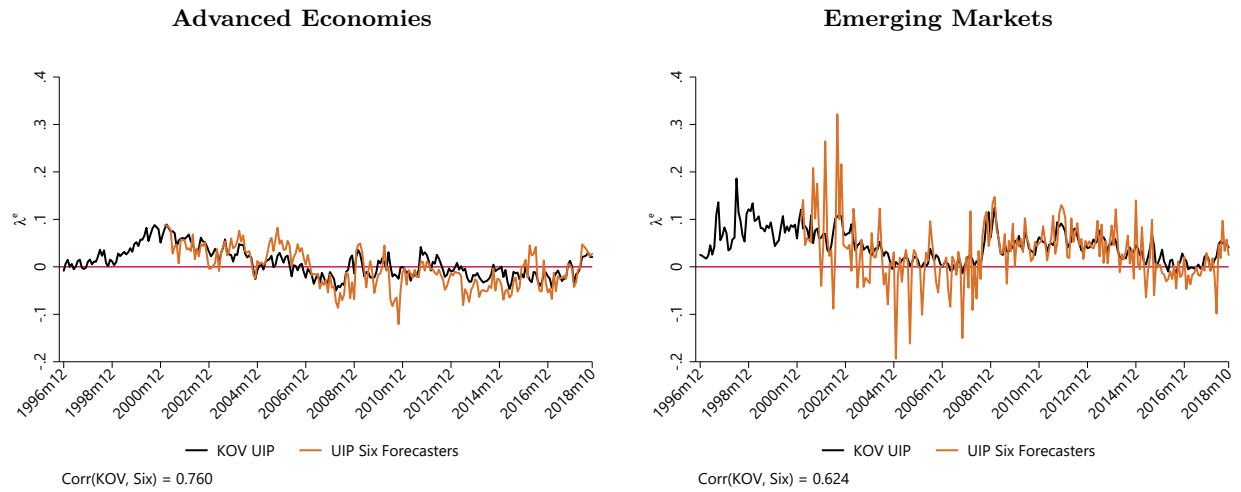 Advanced Economies
.4
.3
.2
.1
0
-.1
-.2
λᵉ
1996m12
1998m12
2000m12
2002m12
2004m12
2006m12
2008m12
2010m12
2012m12
2014m12
2016m12
2018m10
KOV UIP
UIP Six Forecasters
Corr(KOV, Six) = 0.760
Emerging Markets
.4
.3
.2
.1
0
-.1
-.2
λᵉ
1996m12
1998m12
2000m12
2002m12
2004m12
2006m12
2008m12
2010m12
2012m12
2014m12
2016m12
2018m10
KOV UIP
UIP Six Forecasters
Corr(KOV, Six) = 0.624